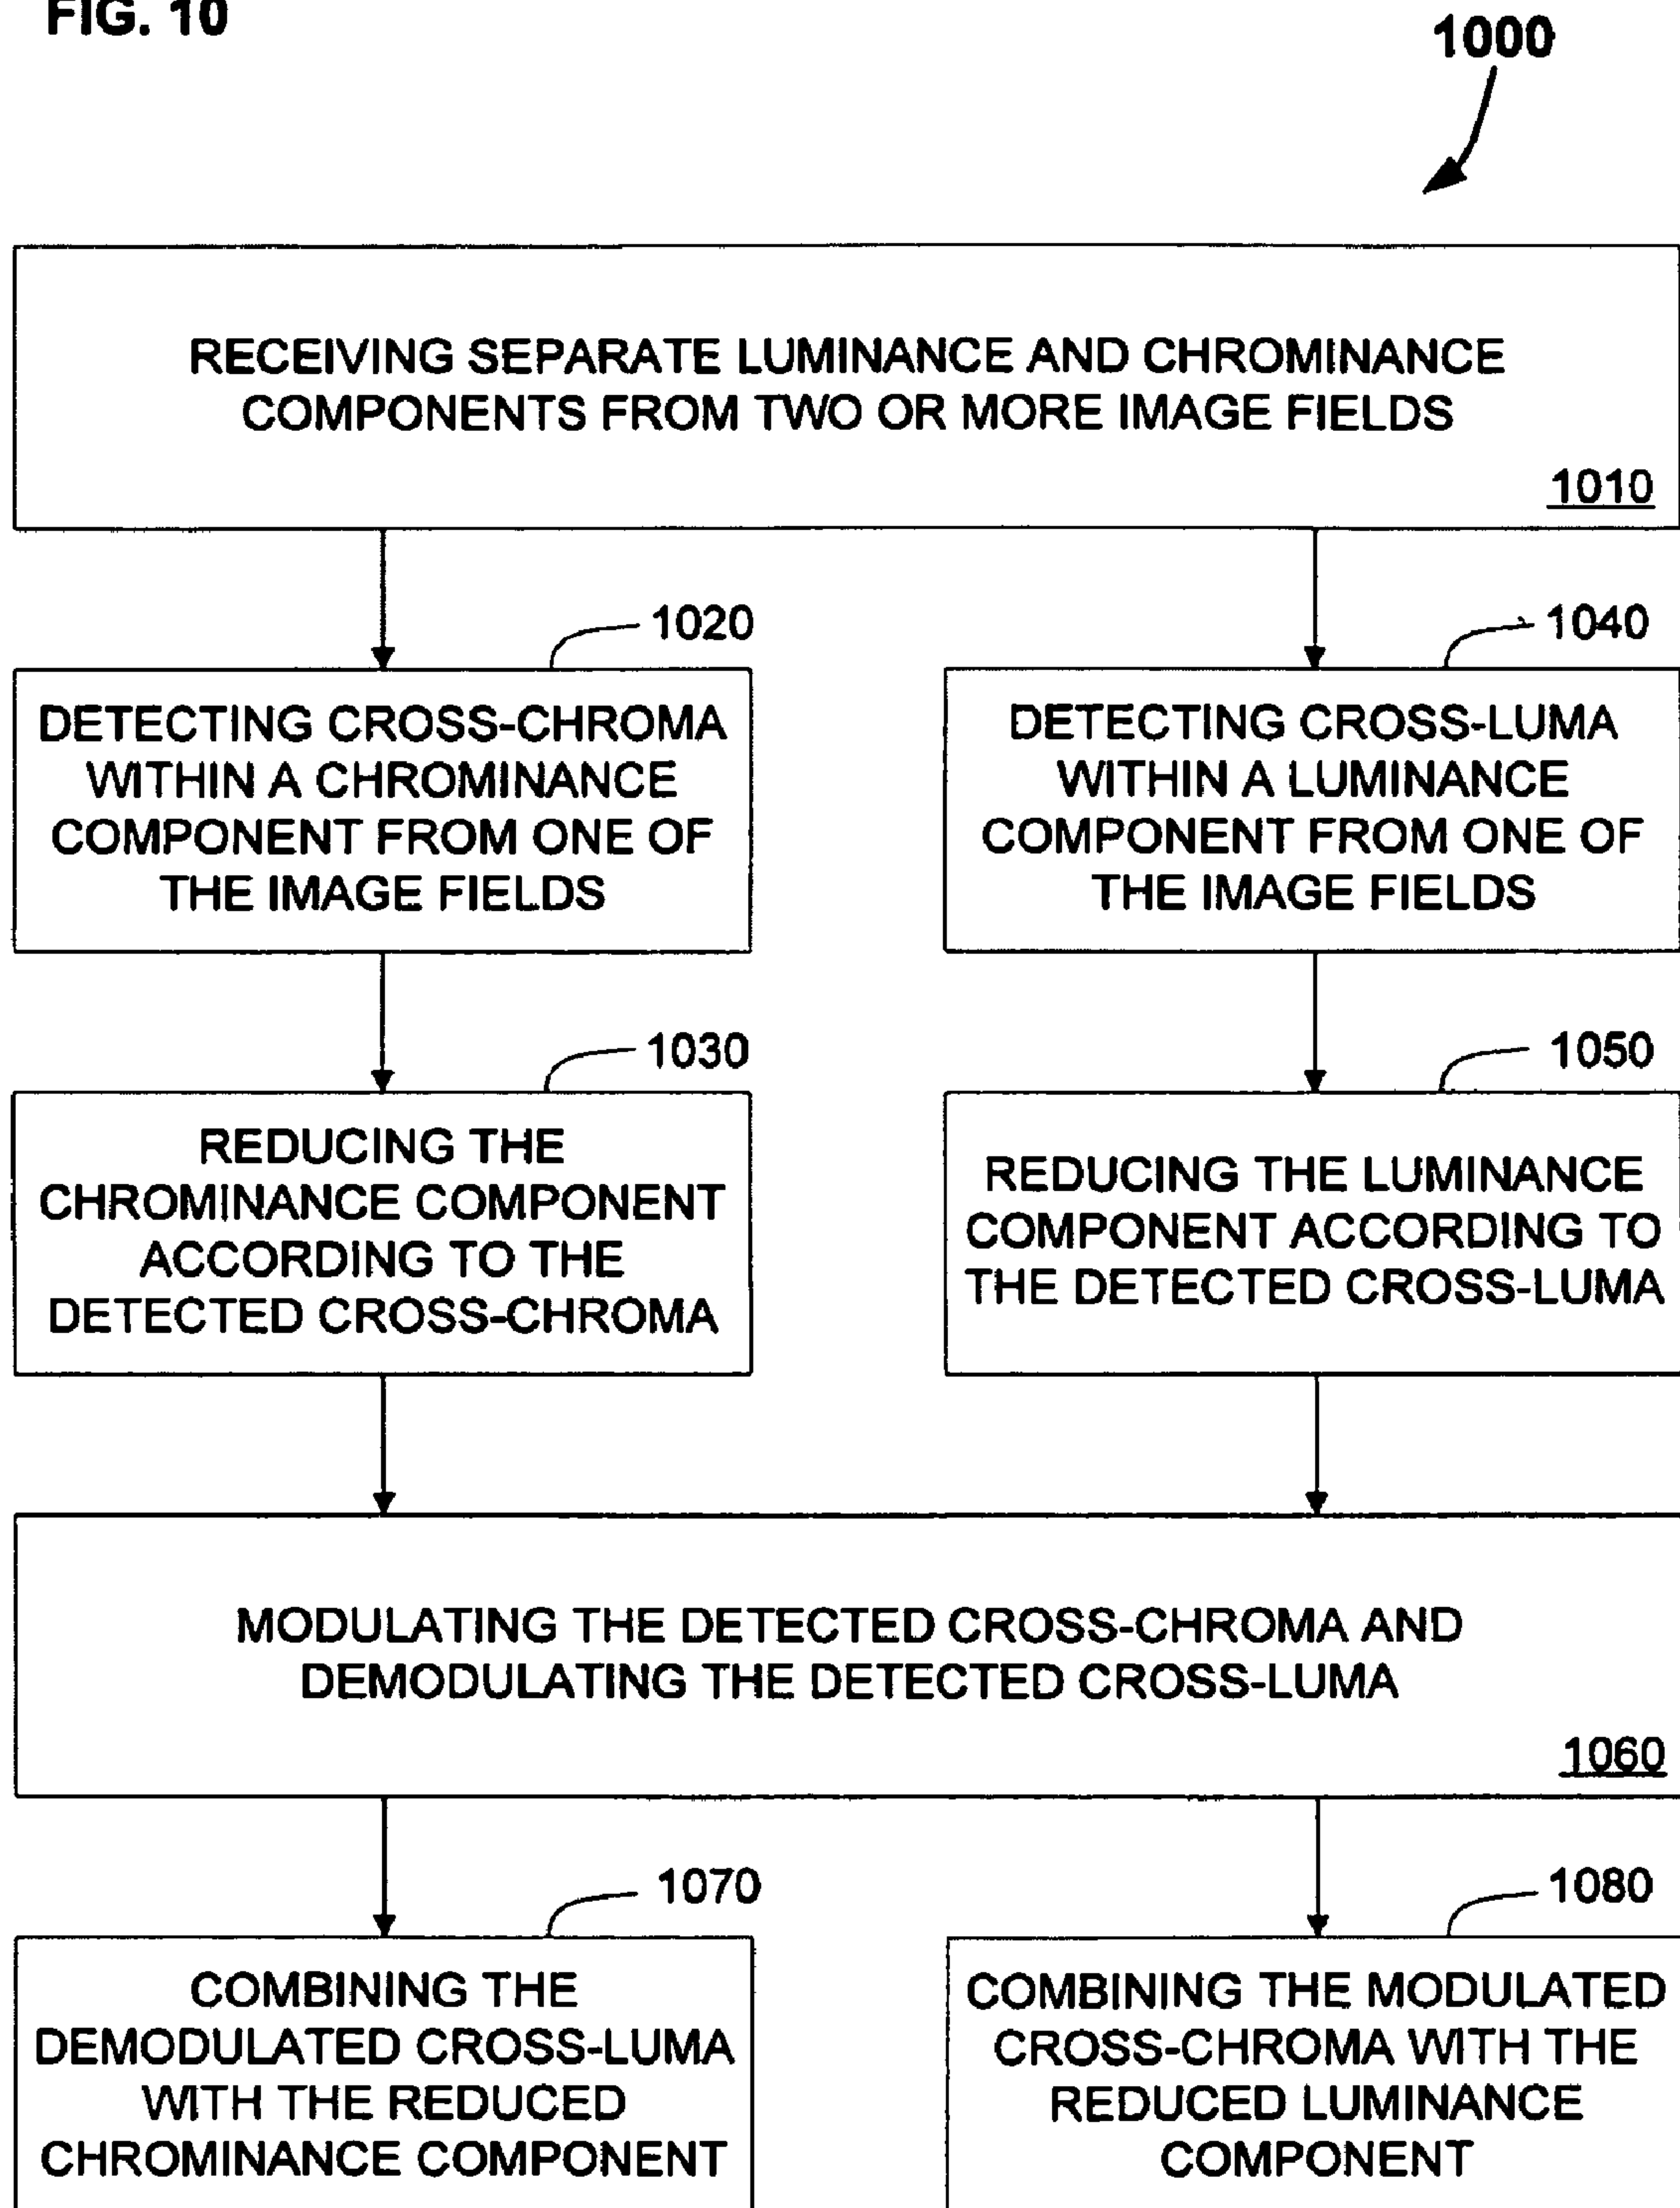 FIG. 10
1000
RECEIVING SEPARATE LUMINANCE AND CHROMINANCE
COMPONENTS FROM TWO OR MORE IMAGE FIELDS
1010
1020
DETECTING CROSS-CHROMA
WITHIN A CHROMINANCE
COMPONENT FROM ONE OF
THE IMAGE FIELDS
1040
DETECTING CROSS-LUMA
WITHIN A LUMINANCE
COMPONENT FROM ONE OF
THE IMAGE FIELDS
1030
REDUCING THE
CHROMINANCE COMPONENT
ACCORDING TO THE
DETECTED CROSS-CHROMA
1050
REDUCING THE LUMINANCE
COMPONENT ACCORDING TO
THE DETECTED CROSS-LUMA
MODULATING THE DETECTED CROSS-CHROMA AND
DEMODULATING THE DETECTED CROSS-LUMA
1060
1070
COMBINING THE
DEMODULATED CROSS-LUMA
WITH THE REDUCED
CHROMINANCE COMPONENT
1080
COMBINING THE MODULATED
CROSS-CHROMA WITH THE
REDUCED LUMINANCE
COMPONENT